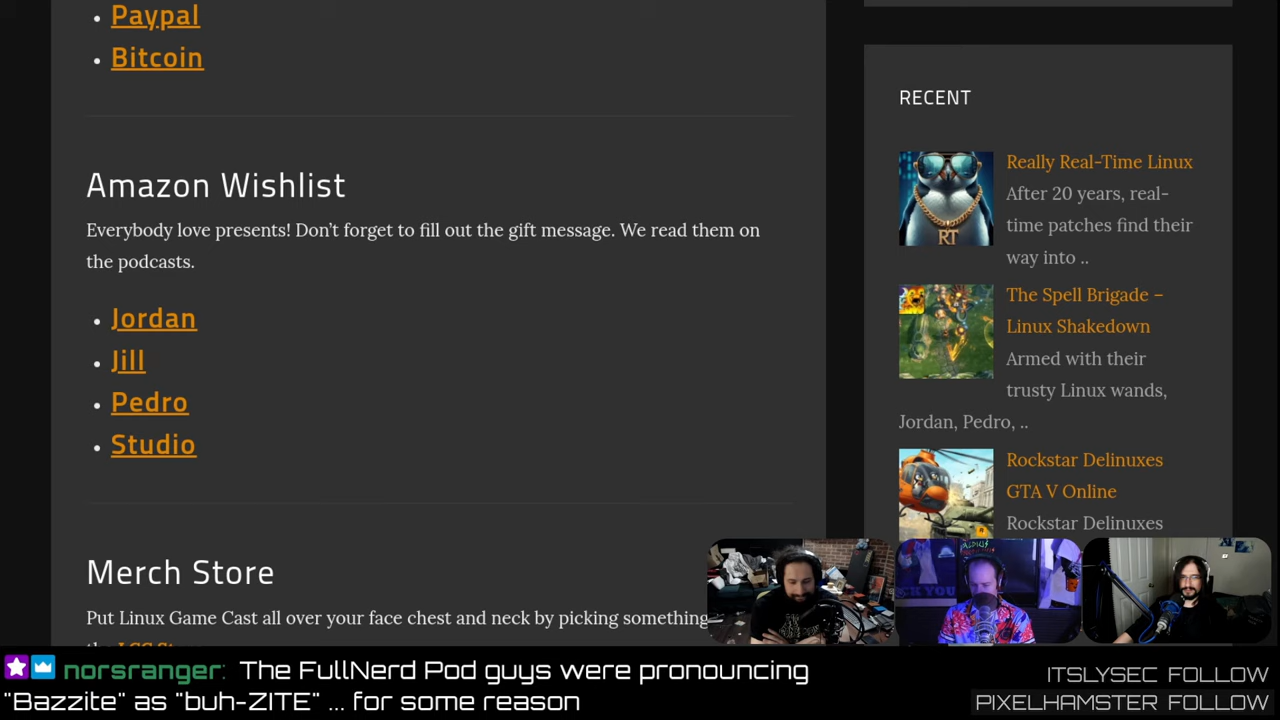 Paypal
Bitcoin
Amazon Wishlist
Everybody love presents! Don't forget to fill out the gift message. We read them on
the podcasts.
Jordan
Jill
Pedro
Studio
Merch Store
Put Linux Game Cast all over your face chest and neck by picking something
RECENT
Really Real-Time Linux
After 20 years, real-
time patches find their
way into ..
RT
The Spell Brigade –
Linux Shakedown
Armed with their
trusty Linux wands,
Jordan, Pedro, ..
Rockstar Delinuxes
GTA V Online
Rockstar Delinuxes
norsranger: The FullNerd Pod guys were pronouncing
"Bazzite" as "buh-ZITE" ... for some reason
ITSLYSEC FOLLOW
PIXELHAMSTER FOLLOW